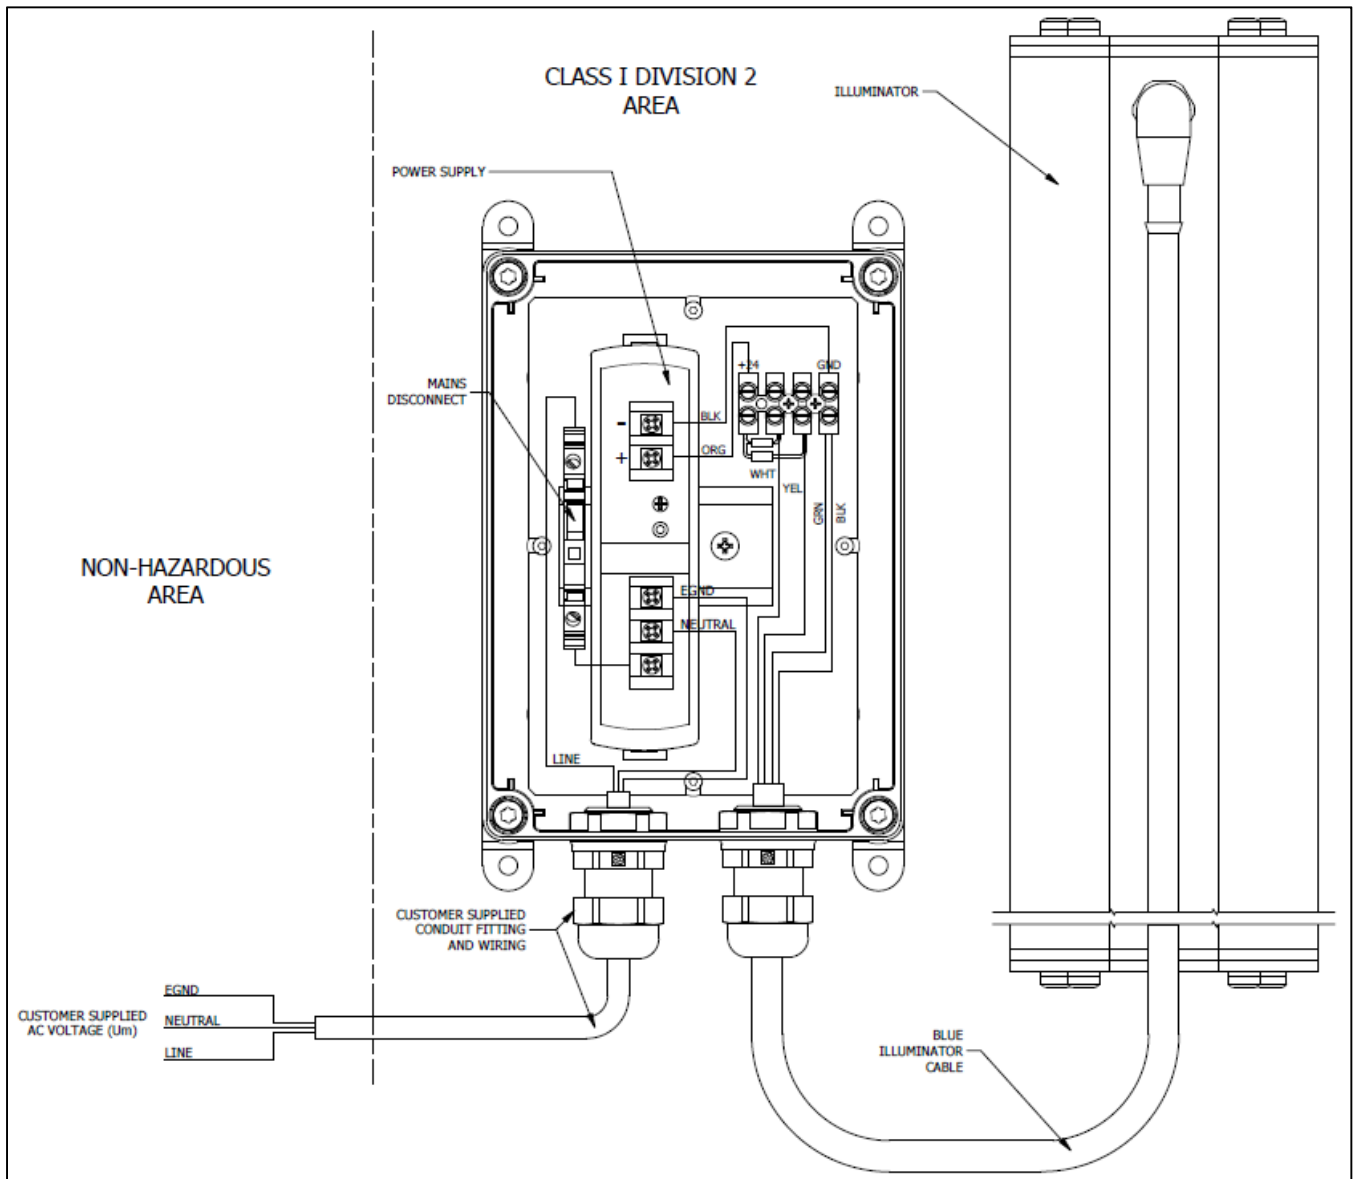 CLASS I DIVISION 2
AREA
ILLUMINATOR
POWER SUPPLY
+24
GND
MAINS
DISCONNECT
-
BLK
+
ORG
WHT
YEL
GRN
BLK
NON-HAZARDOUS
AREA
EGND
NEUTRAL
LINE
CUSTOMER SUPPLIED
CONDUIT FITTING
AND WIRING
EGND
CUSTOMER SUPPLIED
AC VOLTAGE (Um)
NEUTRAL
LINE
BLUE
ILLUMINATOR
CABLE